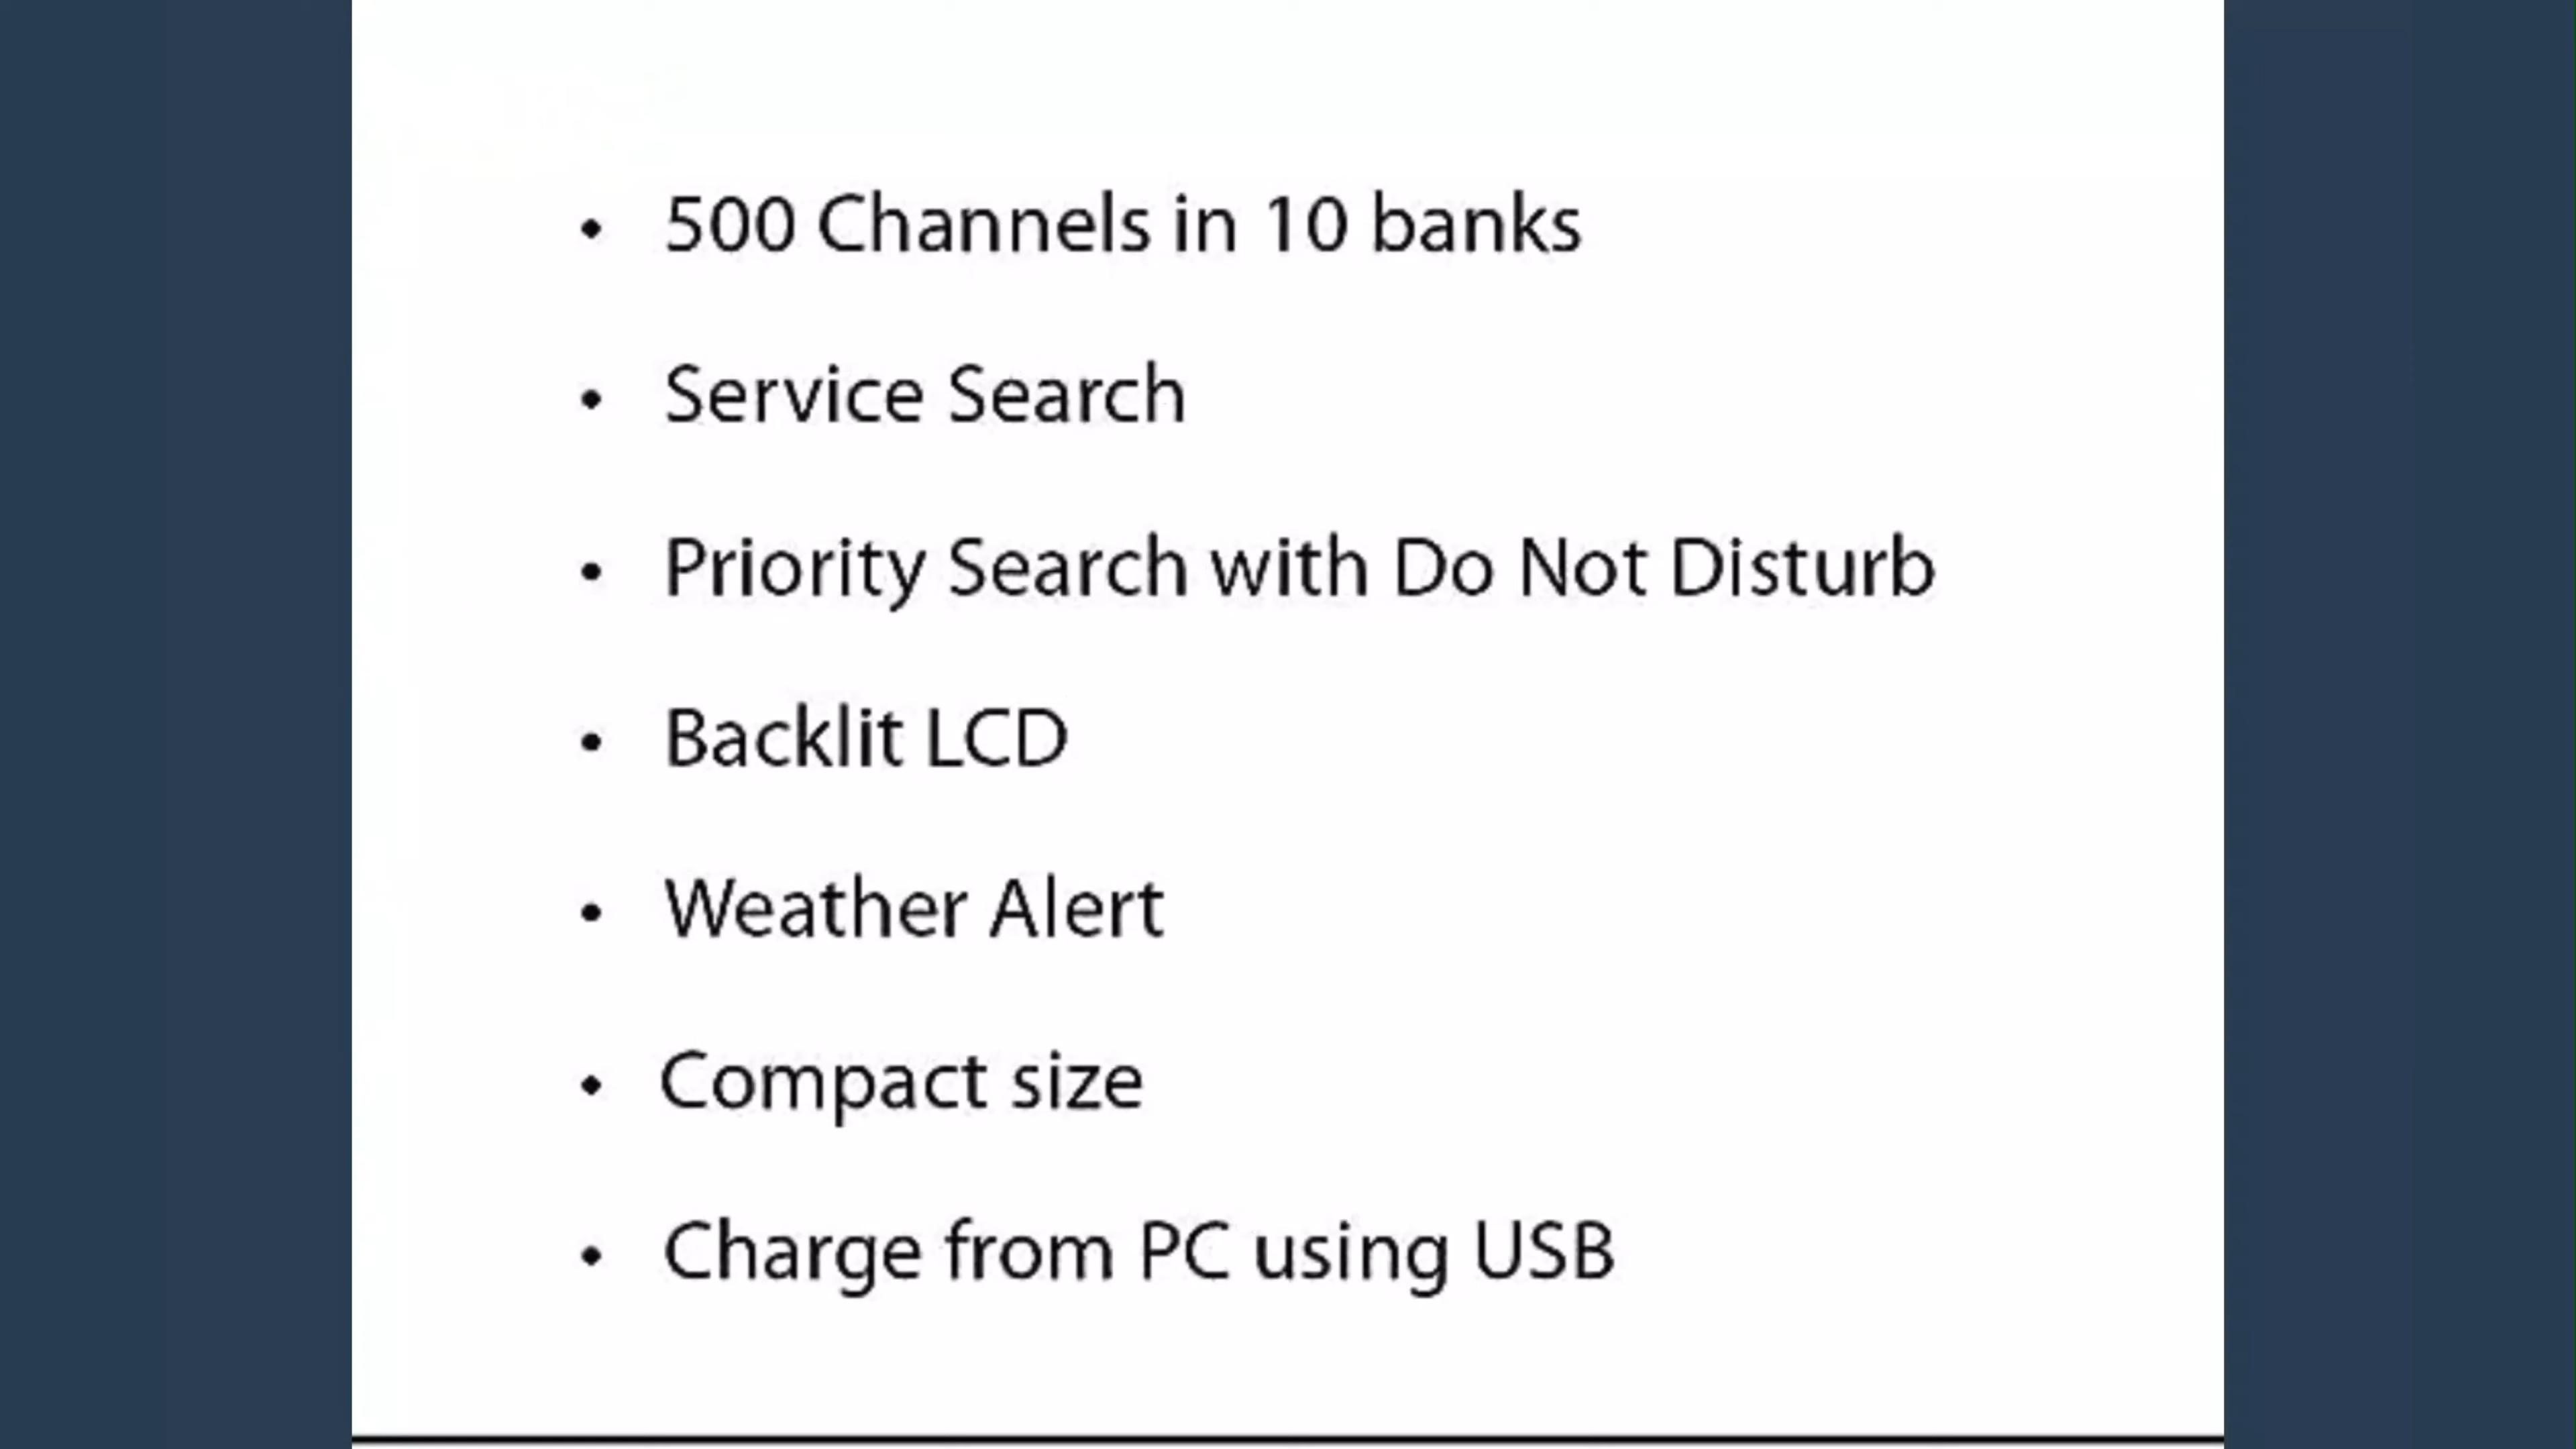 • 500 Channels in 10 banks
• Service Search
• Priority Search with Do Not Disturb
• Backlit LCD
• Weather Alert
• Compact size
• Charge from PC using USB